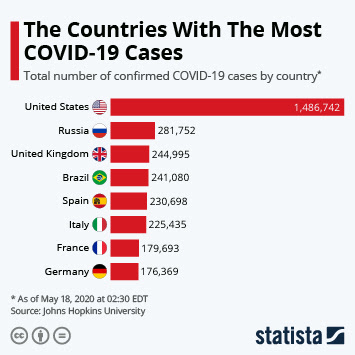 The Countries With The Most
COVID-19 Cases
Total number of confirmed COVID-19 cases by country*
United States 1,486,742
Russia 281,752
United Kingdom 244,995
Brazil 241,080
Spain 230,698
Italy 225,435
France 179,693
Germany 176,369
* As of May 18, 2020 at 02:30 EDT
Source: Johns Hopkins University
cc
statista